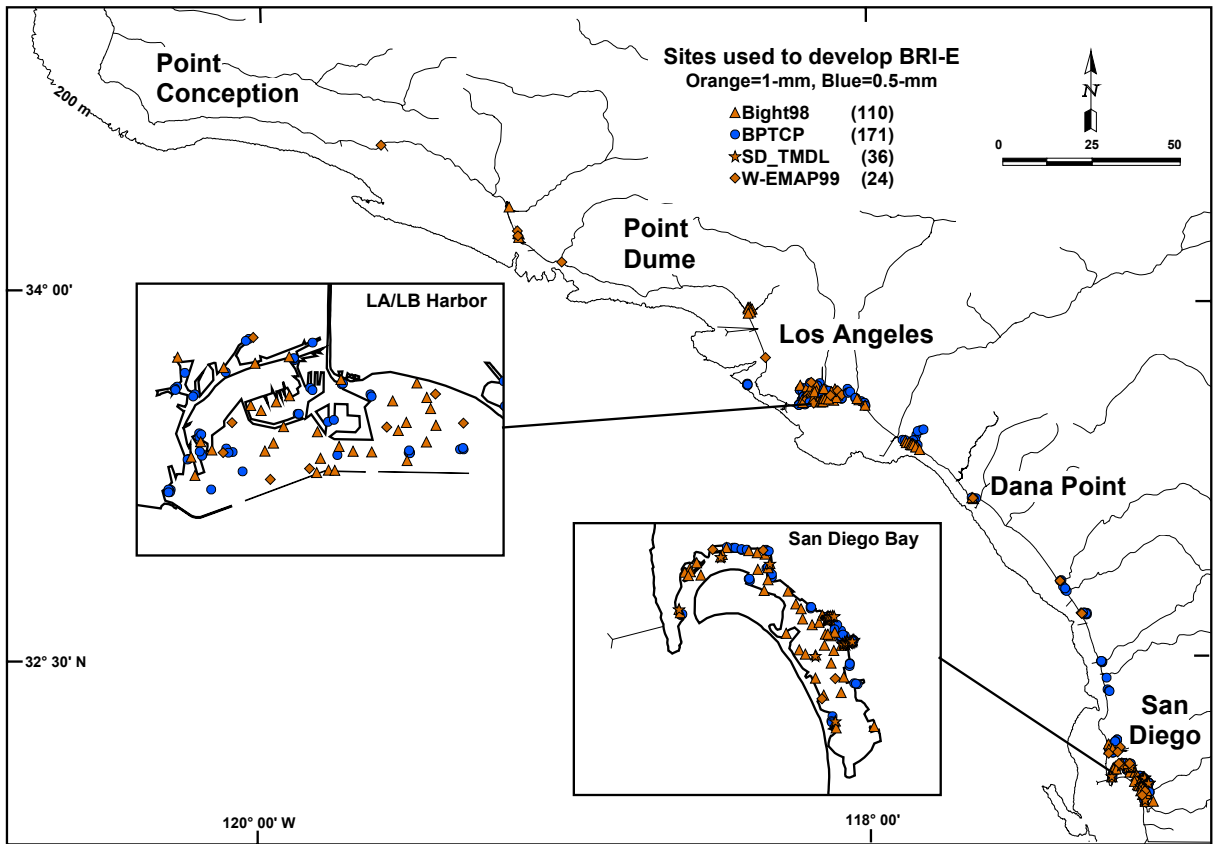 Point
Conception
200 m
Sites used to develop BRI-E
Orange=1-mm, Blue=0.5-mm
Bight98 (110)
BPTCP (171)
SD_TMDL (36)
W-EMAP99 (24)
N
0 25 50
Point
Dume
34° 00'
LA/LB Harbor
Los Angeles
Dana Point
San Diego Bay
32° 30' N
San
Diego
120° 00' W
118° 00'